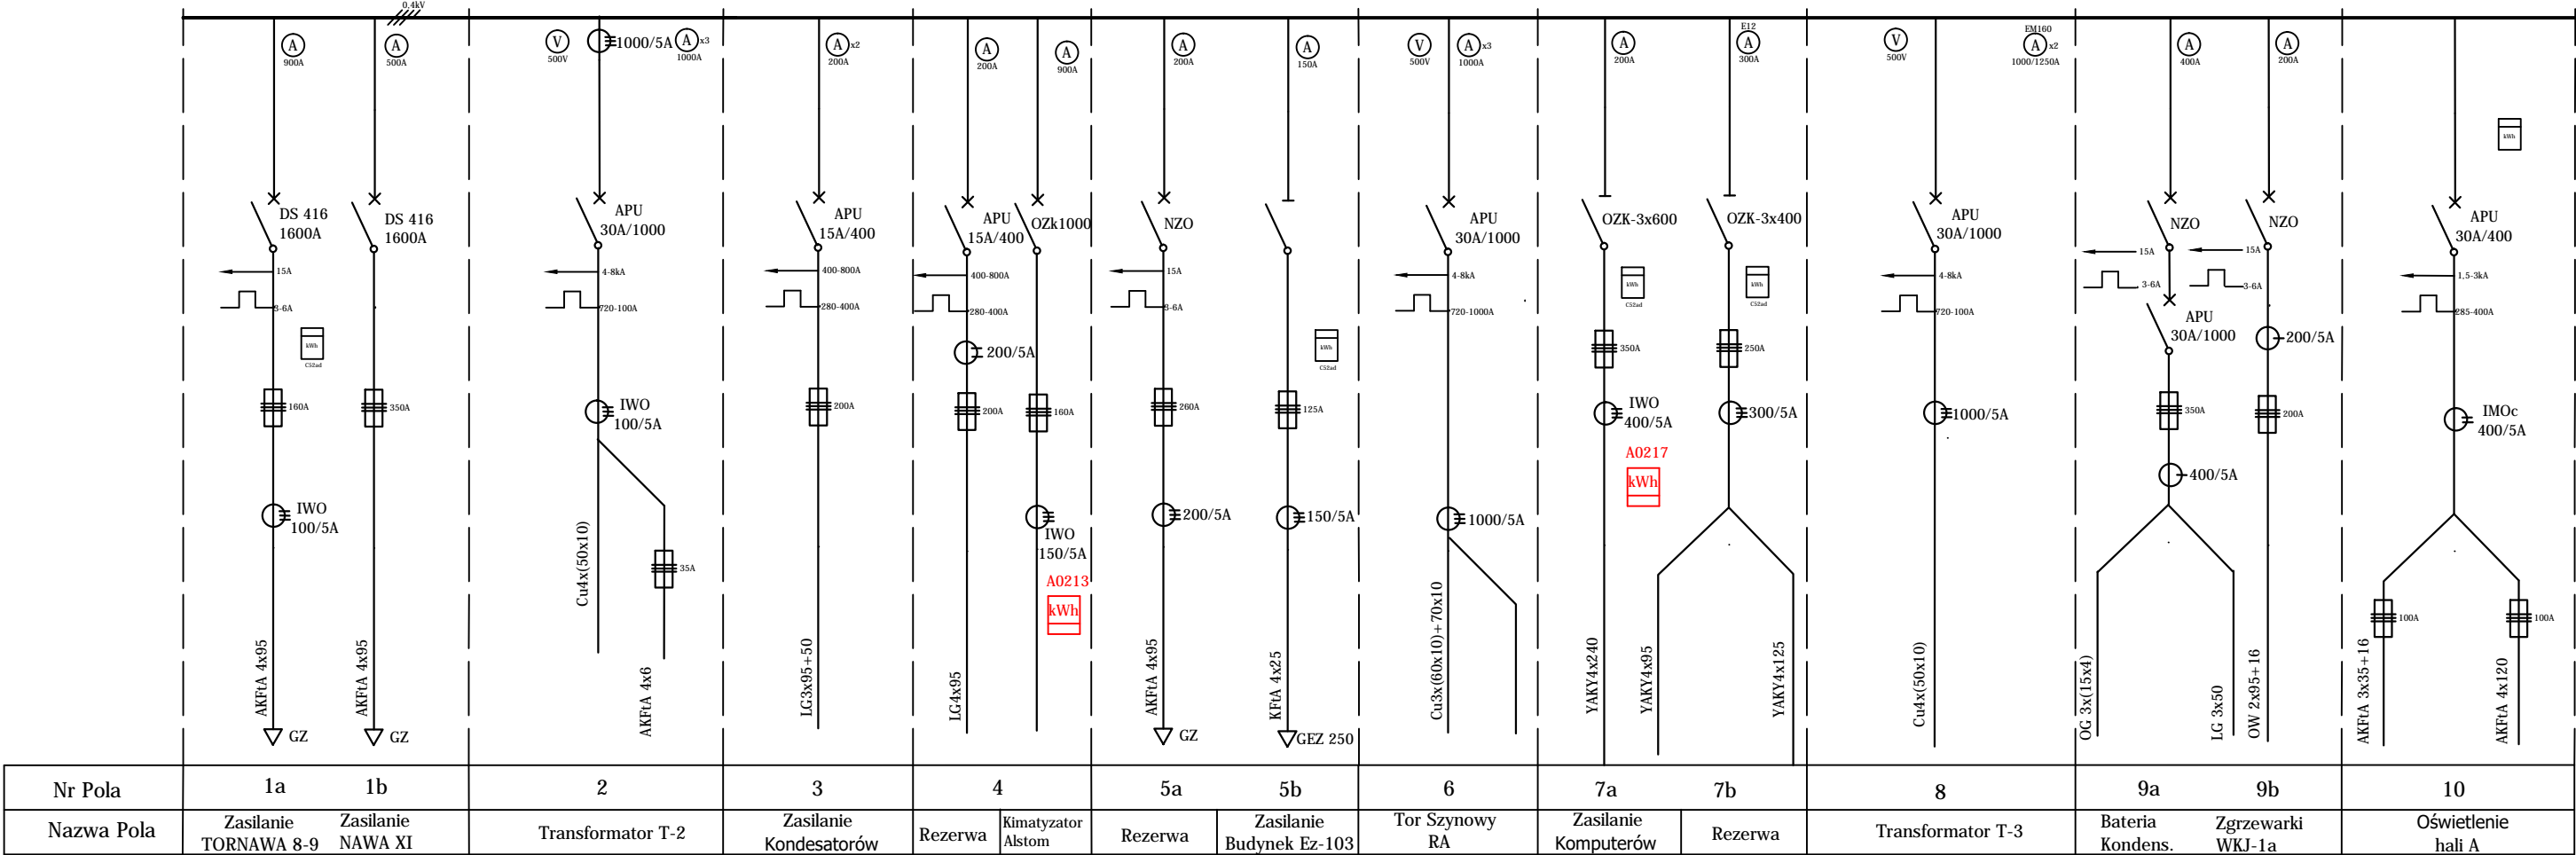 0,4kV
A
900A
DS 416
1600A
15A
3-6A
kWh
C52ad
160A
IWO
100/5A
AKFtA 4x95
GZ
A
500A
DS 416
1600A
350A
AKFtA 4x95
GZ
V
500V
1000/5A
A x3
1000A
APU
30A/1000
4-8kA
720-100A
IWO
100/5A
Cu4x(50x10)
35A
AKFtA 4x6
A x2
200A
APU
15A/400
400-800A
280-400A
200A
LG3x95+50
A
200A
APU
15A/400
400-800A
280-400A
200/5A
200A
LG4x95
A
900A
OZk1000
160A
IWO
150/5A
A0213
kWh
A
200A
NZO
15A
3-6A
260A
200/5A
AKFtA 4x95
GZ
A
150A
kWh
C52ad
125A
150/5A
KFtA 4x25
GEZ 250
V
500V
A x3
1000A
APU
30A/1000
4-8kA
720-1000A
1000/5A
Cu3x(60x10)+70x10
A
200A
OZK-3x600
kWh
C52ad
350A
IWO
400/5A
A0217
kWh
YAKY4x240
E12
A
300A
OZK-3x400
kWh
C52ad
250A
300/5A
YAKY4x95
YAKY4x125
V
500V
EM160
A x2
1000/1250A
APU
30A/1000
4-8kA
720-100A
1000/5A
Cu4x(50x10)
A
400A
NZO
15A
3-6A
APU
30A/1000
350A
400/5A
OG 3x(15x4)
LG 3x50
A
200A
NZO
15A
3-6A
200/5A
200A
OW 2x95+16
kWh
APU
30A/400
1,5-3kA
285-400A
IMOc
400/5A
100A
100A
AKFtA 3x35+16
AKFtA 4x120
Nr Pola 1a 1b 2 3 4 5a 5b 6 7a 7b 8 9a 9b 10
Nazwa Pola
Zasilanie
TORNAWA 8-9
Zasilanie
NAWA XI
Transformator T-2
Zasilanie
Kondesatorów
Rezerwa
Kimatyzator
Alstom
Rezerwa
Zasilanie
Budynek Ez-103
Tor Szynowy
RA
Zasilanie
Komputerów
Rezerwa
Transformator T-3
Bateria
Kondens.
Zgrzewarki
WKJ-1a
Oświetlenie
hali A